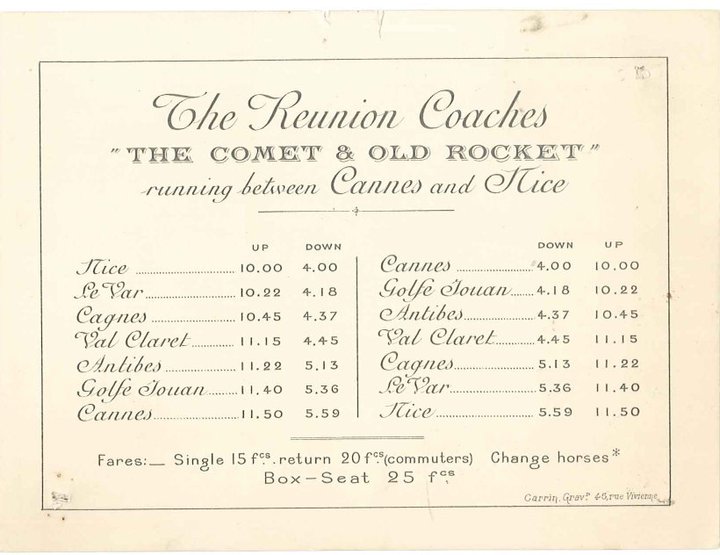 The Reunion Coaches
"THE COMET & OLD ROCKET"
running between Cannes and Nice
UP DOWN
Nice 10.00 4.00
Le Var 10.22 4.18
Cagnes 10.45 4.37
Val Claret 11.15 4.45
Antibes 11.22 5.13
Golfe Jouan 11.40 5.36
Cannes 11.50 5.59
DOWN UP
Cannes 4.00 10.00
Golfe Jouan 4.18 10.22
Antibes 4.37 10.45
Val Claret 4.45 11.15
Cagnes 5.13 11.22
Le Var 5.36 11.40
Nice 5.59 11.50
Fares:— Single 15 fcs. return 20 fcs. (commuters) Change horses*
Box-Seat 25 fcs.
Garrin, Gravr. 45, rue Vivienne